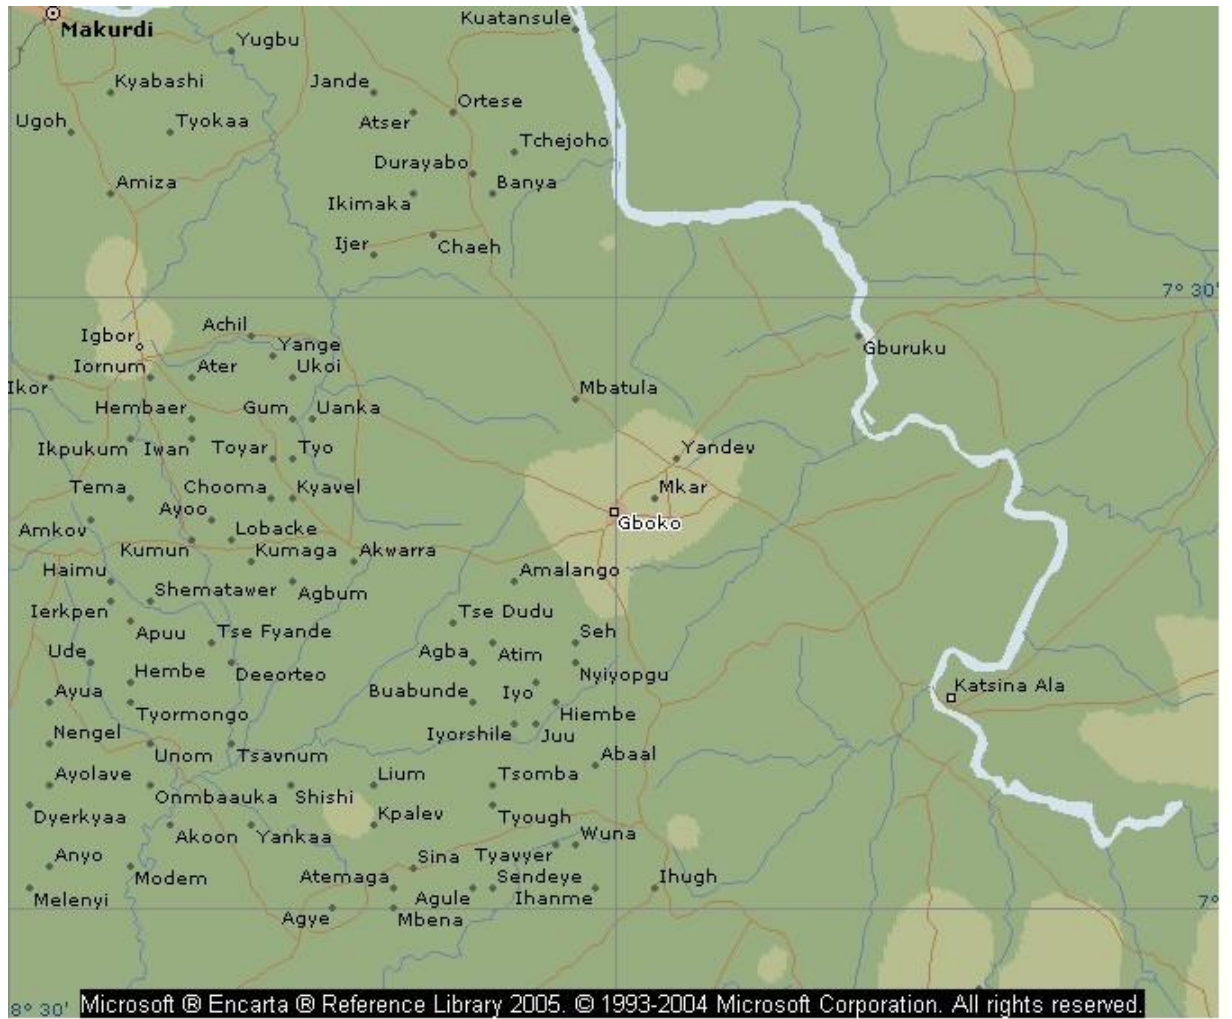 Kuatansule
Makurdi
Yugbu
Kyabashi
Jande
Ortese
Ugoh
Tyokaa
Atser
Tchejoho
Durayabo
Amiza
Banya
Ikimaka
Ijer
Chaeh
7° 30'
Achil
Igbor
Yange
Gburuku
Iornum
Ater
Ukoi
Ikor
Mbatula
Hembaer
Gum
Uanka
Ikpukum
Iwan
Toyar
Tyo
Yandev
Tema
Chooma
Kyavel
Mkar
Ayoo
Amkov
Lobacke
Gboko
Kumun
Kumaga
Akwarra
Haimu
Amalango
Shematawer
Agbum
Ierkpen
Tse Dudu
Apuu
Tse Fyande
Seh
Ude
Agba
Atim
Hembe
Deeorteo
Nyiyopgu
Ayua
Buabunde
Iyo
Katsina Ala
Tyormongo
Hiembe
Nengel
Iyorshile
Juu
Unom
Tsavnum
Abaal
Ayolave
Lium
Tsomba
Onmbaauka
Shishi
Dyerkyaa
Kpalev
Tyough
Akoon
Yankaa
Wuna
Anyo
Sina
Tyavyer
Modem
Atemaga
Sendeye
Ihugh
Melenyi
Agule
Ihanme
7°
Agye
Mbena
8° 30'
Microsoft ® Encarta ® Reference Library 2005. © 1993-2004 Microsoft Corporation. All rights reserved.